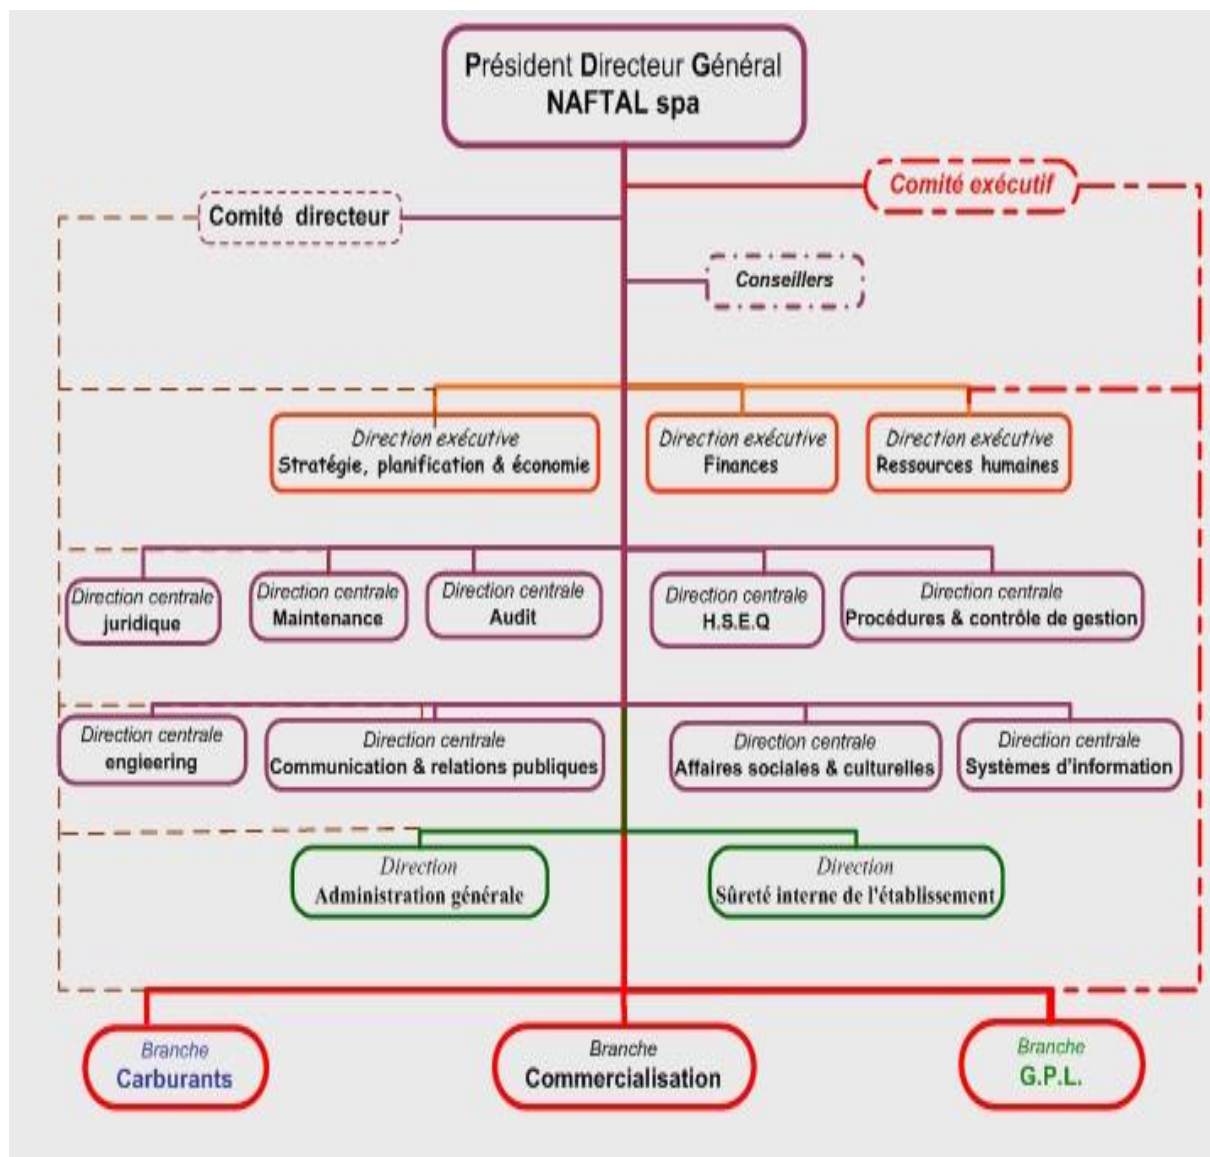 Président Directeur Général
NAFTAL spa
Comité exécutif
Comité directeur
Conseillers
Direction exécutive
Stratégie, planification & économie
Direction exécutive
Finances
Direction exécutive
Ressources humaines
Direction centrale
juridique
Direction centrale
Maintenance
Direction centrale
Audit
Direction centrale
H.S.E.Q
Direction centrale
Procédures & contrôle de gestion
Direction centrale
engieering
Direction centrale
Communication & relations publiques
Direction centrale
Affaires sociales & culturelles
Direction centrale
Systèmes d'information
Direction
Administration générale
Direction
Sûreté interne de l'établissement
Branche
Carburants
Branche
Commercialisation
Branche
G.P.L.